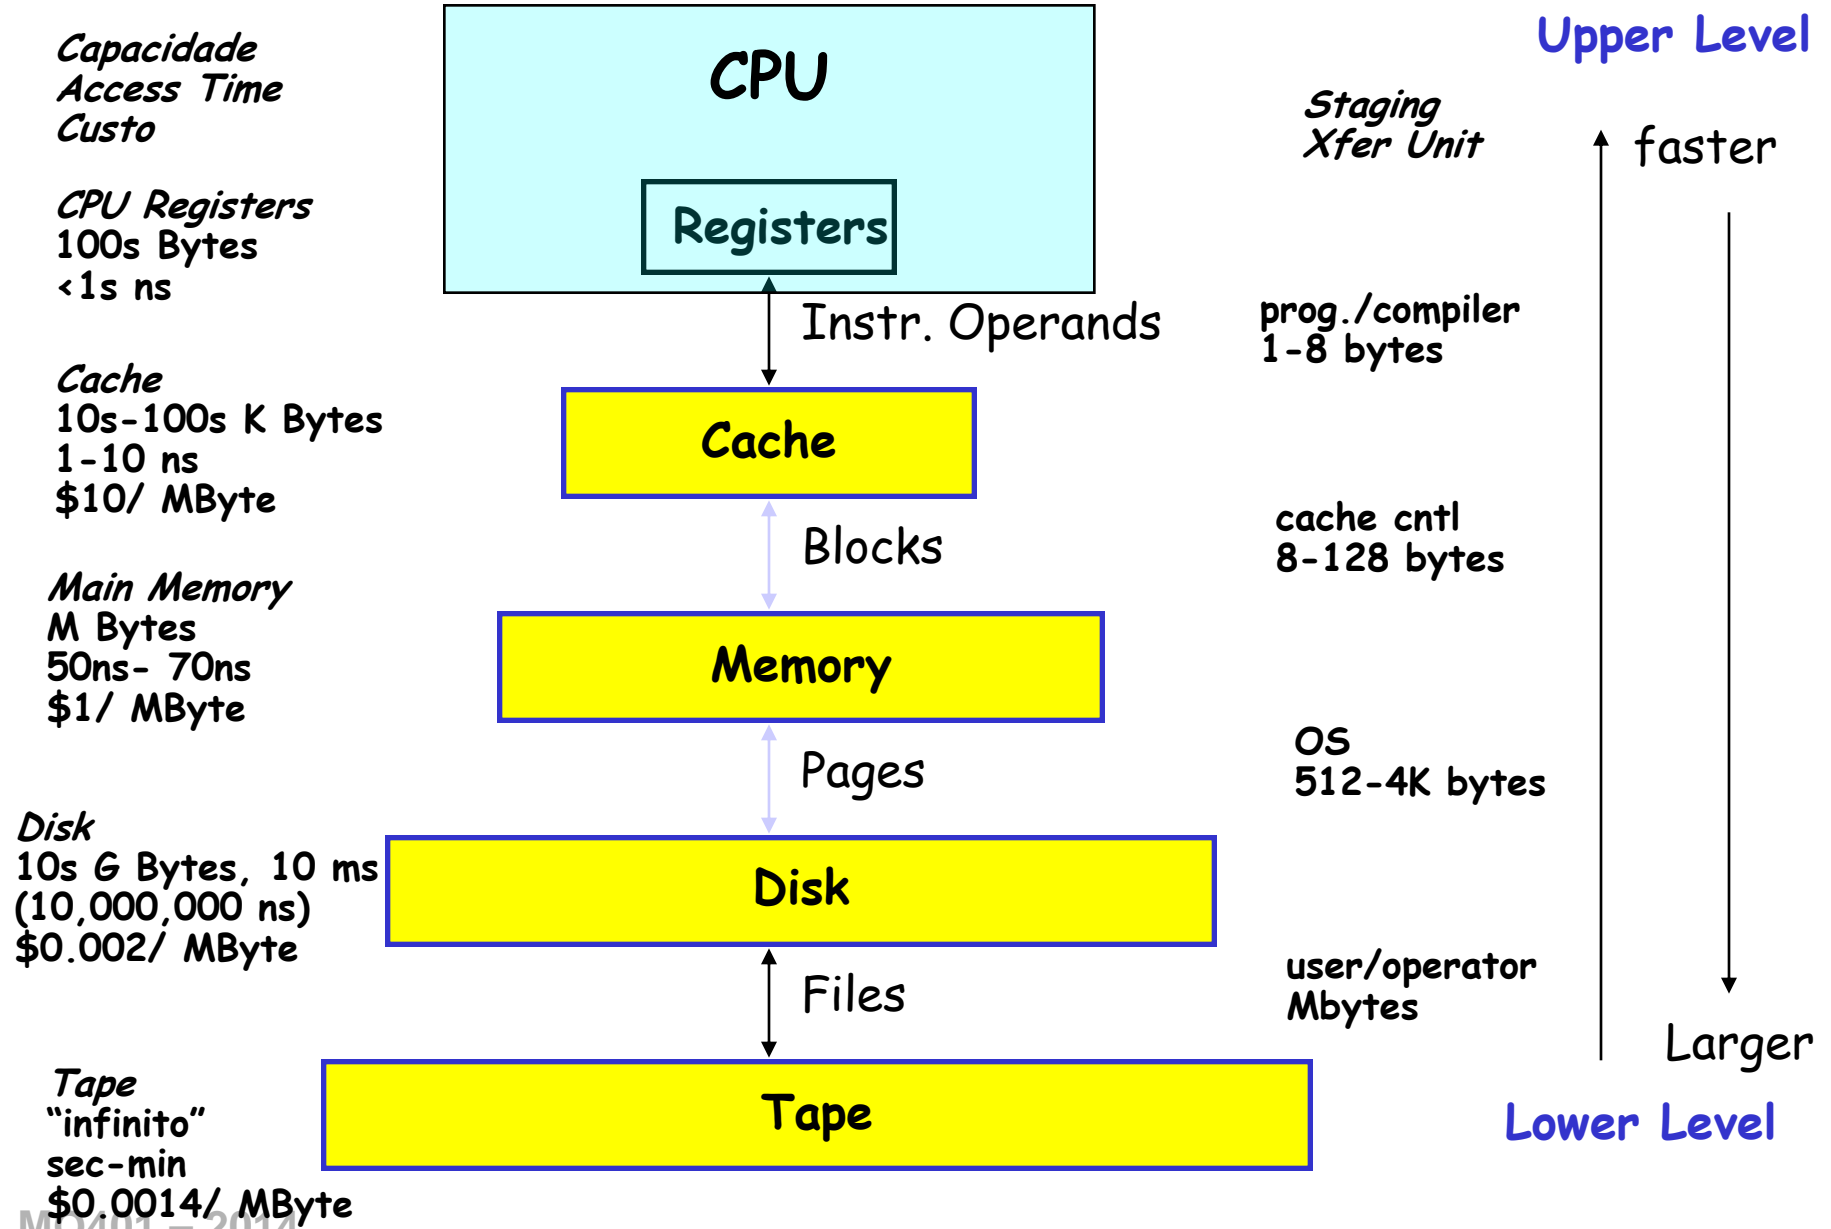 Capacidade
Access Time
Custo
CPU Registers
100s Bytes
<1s ns
Cache
10s-100s K Bytes
1-10 ns
$10/ MByte
Main Memory
M Bytes
50ns- 70ns
$1/ MByte
Disk
10s G Bytes, 10 ms
(10,000,000 ns)
$0.002/ MByte
Tape
“infinito”
sec-min
$0.0014/ MByte
CPU
Registers
Instr. Operands
Cache
Blocks
Memory
Pages
Disk
Files
Tape
Staging
Xfer Unit
prog./compiler
1-8 bytes
cache cntl
8-128 bytes
OS
512-4K bytes
user/operator
Mbytes
Upper Level
faster
Larger
Lower Level
MO401 – 2014